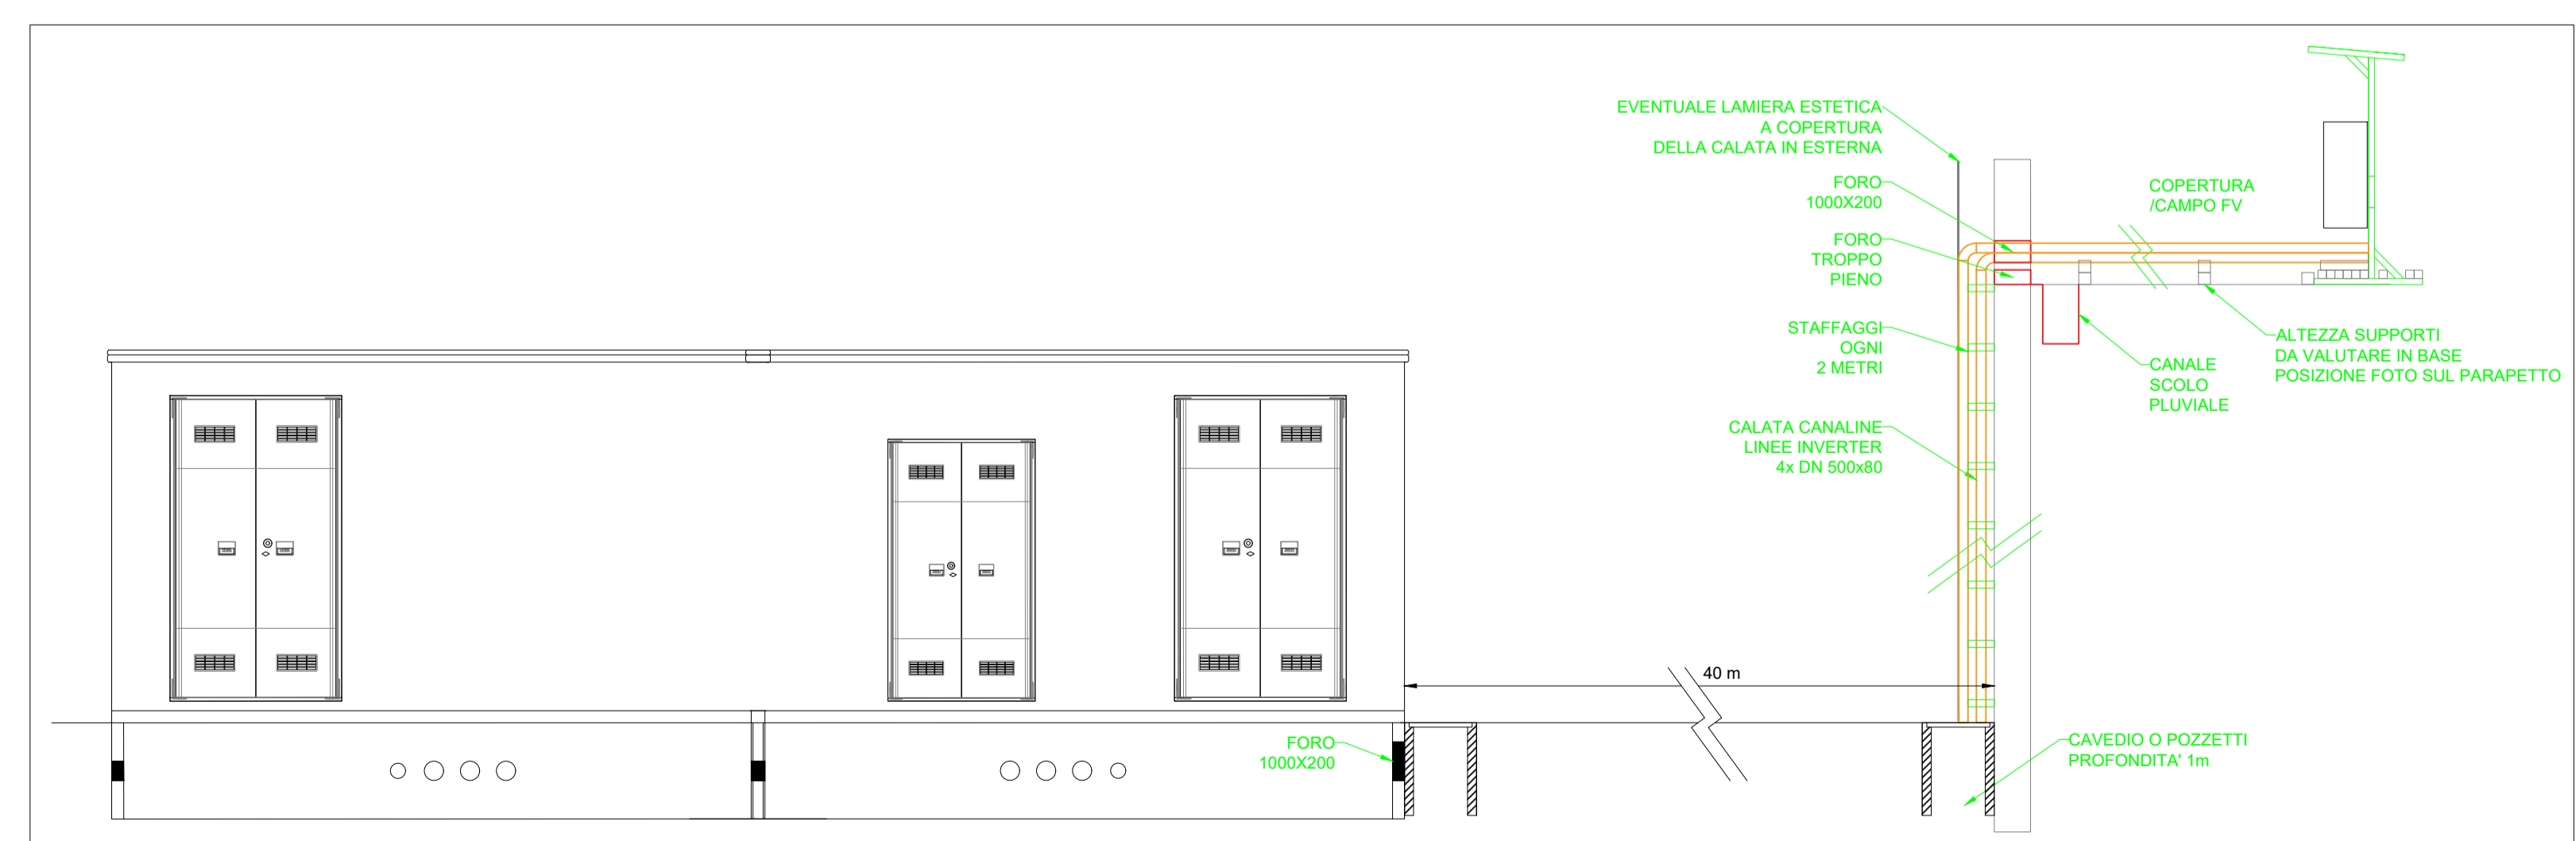 EVENTUALE LAMIERA ESTETICA
A COPERTURA
DELLA CALATA IN ESTERNA
FORO
1000X200
COPERTURA
/CAMPO FV
FORO
TROPPO
PIENO
STAFFAGGI
OGNI
2 METRI
ALTEZZA SUPPORTI
DA VALUTARE IN BASE
POSIZIONE FOTO SUL PARAPETTO
CANALE
SCOLO
PLUVIALE
CALATA CANALINE
LINEE INVERTER
4x DN 500x80
40 m
FORO
1000X200
CAVEDIO O POZZETTI
PROFONDITA' 1m